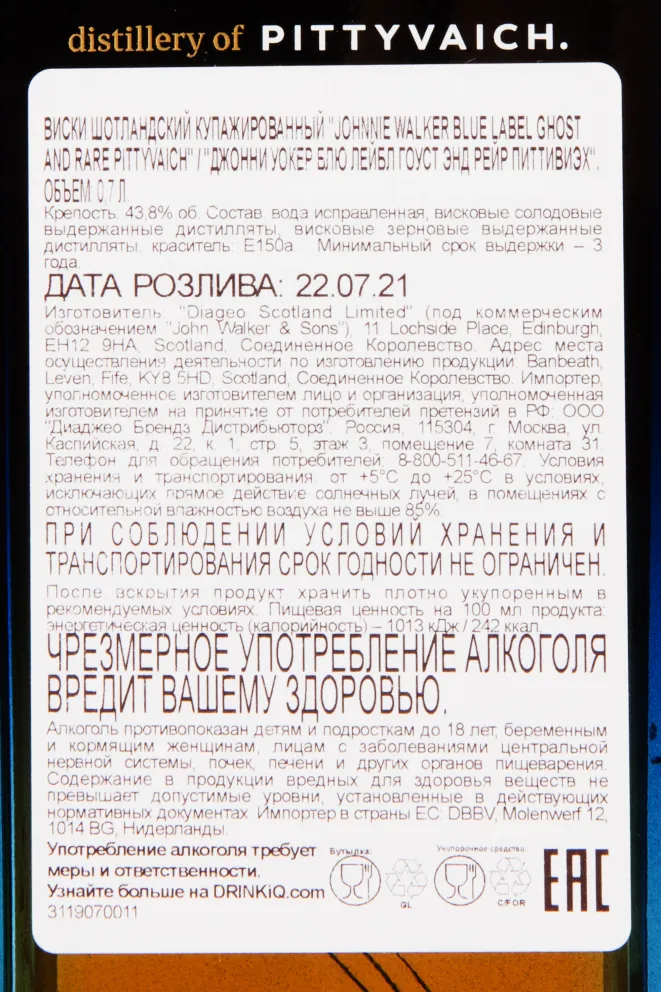 distillery of PITTYVAICH.
ВИСКИ ШОТЛАНДСКИЙ КУПАЖИРОВАННЫЙ "JOHNNIE WALKER BLUE LABEL GHOST
AND RARE PITTYVAICH" / "ДЖОННИ УОКЕР БЛЮ ЛЕЙБЛ ГОУСТ ЭНД РЕЙР ПИТТИВИЭХ".
ОБЪЕМ: 0,7 Л.
Крепость: 43,8% об. Состав: вода исправленная, висковые солодовые
выдержанные дистилляты, висковые зерновые выдержанные
дистилляты, краситель: Е150а. Минимальный срок выдержки – 3
года.
ДАТА РОЗЛИВА: 22.07.21
Изготовитель: "Diageo Scotland Limited" (под коммерческим
обозначением "John Walker & Sons"), 11 Lochside Place, Edinburgh,
EH12 9HA, Scotland, Соединенное Королевство. Адрес места
осуществления деятельности по изготовлению продукции: Banbeath,
Leven, Fife, KY8 5HD, Scotland, Соединенное Королевство. Импортер,
уполномоченное изготовителем лицо и организация, уполномоченная
изготовителем на принятие от потребителей претензий в РФ: ООО
"Диаджео Брендз Дистрибьюторз", Россия, 115304, г. Москва, ул.
Каспийская, д. 22, к. 1, стр. 5, этаж 3, помещение 7, комната 31.
Телефон для обращения потребителей: 8-800-511-46-67. Условия
хранения и транспортирования: от +5°С до +25°С в условиях,
исключающих прямое действие солнечных лучей, в помещениях с
относительной влажностью воздуха не выше 85%.
ПРИ СОБЛЮДЕНИИ УСЛОВИЙ ХРАНЕНИЯ И
ТРАНСПОРТИРОВАНИЯ СРОК ГОДНОСТИ НЕ ОГРАНИЧЕН.
После вскрытия продукт хранить плотно укупоренным в
рекомендуемых условиях. Пищевая ценность на 100 мл продукта:
энергетическая ценность (калорийность) – 1013 кДж / 242 ккал.
ЧРЕЗМЕРНОЕ УПОТРЕБЛЕНИЕ АЛКОГОЛЯ
ВРЕДИТ ВАШЕМУ ЗДОРОВЬЮ.
Алкоголь противопоказан детям и подросткам до 18 лет, беременным
и кормящим женщинам, лицам с заболеваниями центральной
нервной системы, почек, печени и других органов пищеварения.
Содержание в продукции вредных для здоровья веществ не
превышает допустимые уровни, установленные в действующих
нормативных документах. Импортер в страны ЕС: DBBV, Molenwerf 12,
1014 BG, Нидерланды.
Употребление алкоголя требует
меры и ответственности.
Узнайте больше на DRINKiQ.com
3119070011
Бутылка:
GL
Укупорочное средство:
C/FOR
EAC